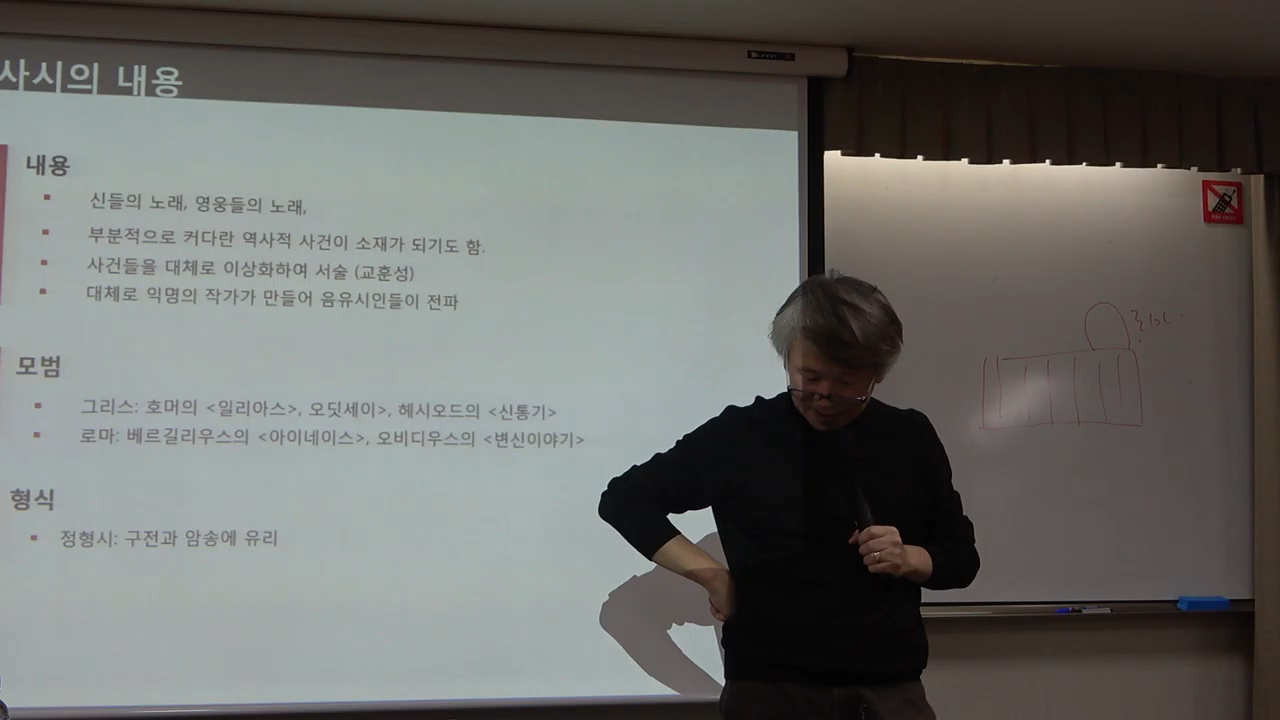 사시의 내용
내용
신들의 노래, 영웅들의 노래,
부분적으로 커다란 역사적 사건이 소재가 되기도 함.
사건들을 대체로 이상화하여 서술 (교훈성)
대체로 익명의 작가가 만들어 음유시인들이 전파
모범
그리스: 호머의 <일리아스>, 오딧세이>, 헤시오드의 <신통기>
로마: 베르길리우스의 <아이네이스>, 오비디우스의 <변신이야기>
형식
정형시: 구전과 암송에 유리